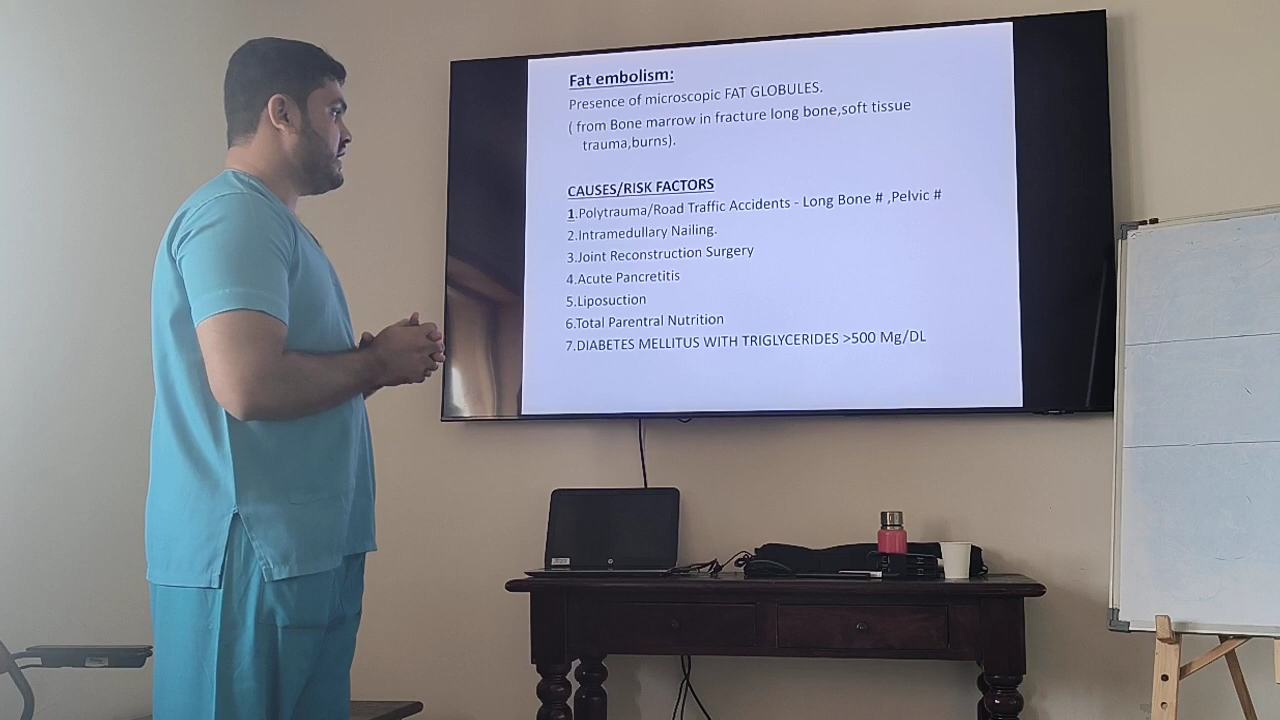 Fat embolism:
Presence of microscopic FAT GLOBULES.
( from Bone marrow in fracture long bone,soft tissue
trauma,burns).
CAUSES/RISK FACTORS
1.Polytrauma/Road Traffic Accidents - Long Bone # ,Pelvic #
2.Intramedullary Nailing.
3.Joint Reconstruction Surgery
4.Acute Pancretitis
5.Liposuction
6.Total Parentral Nutrition
7.DIABETES MELLITUS WITH TRIGLYCERIDES >500 Mg/DL